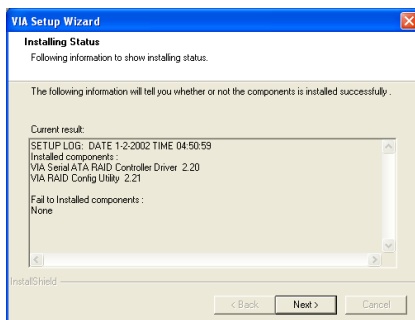 VIA Setup Wizard
Installing Status
Following information to show installing status.
The following information will tell you whether or not the components is installed successfully .
Current result:
SETUP LOG: DATE 1-2-2002 TIME 04:50:59
Installed components :
VIA Serial ATA RAID Controller Driver 2.20
VIA RAID Config Utility 2.21
Fail to Installed components :
None
InstallShield
< Back
Next >
Cancel